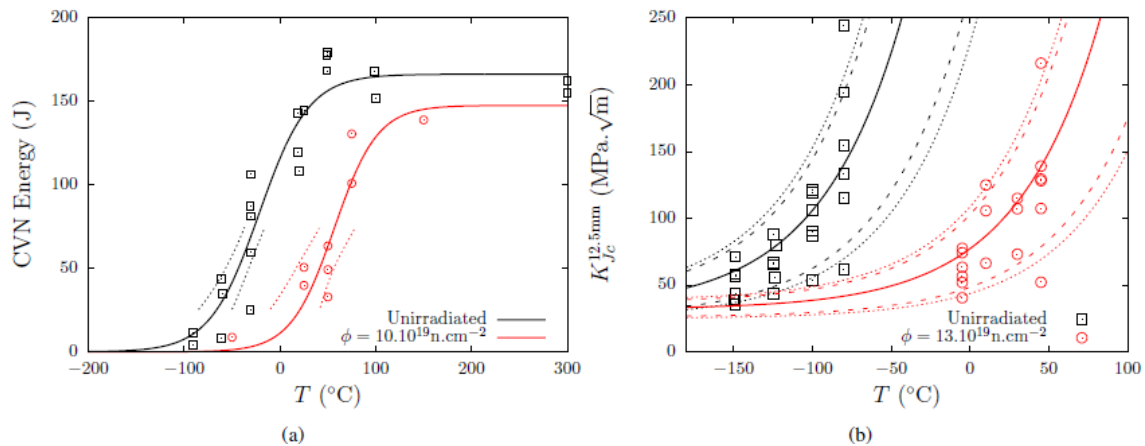 200
150
100
50
0
CVN Energy (J)
-200
-100
0
100
200
300
T (°C)
Unirradiated
ϕ = 10.10¹⁹n.cm⁻²
(a)
250
200
150
100
50
0
K_{Jc}^{12.5mm} (MPa.√m)
-150
-100
-50
0
50
100
T (°C)
Unirradiated
ϕ = 13.10¹⁹n.cm⁻²
(b)